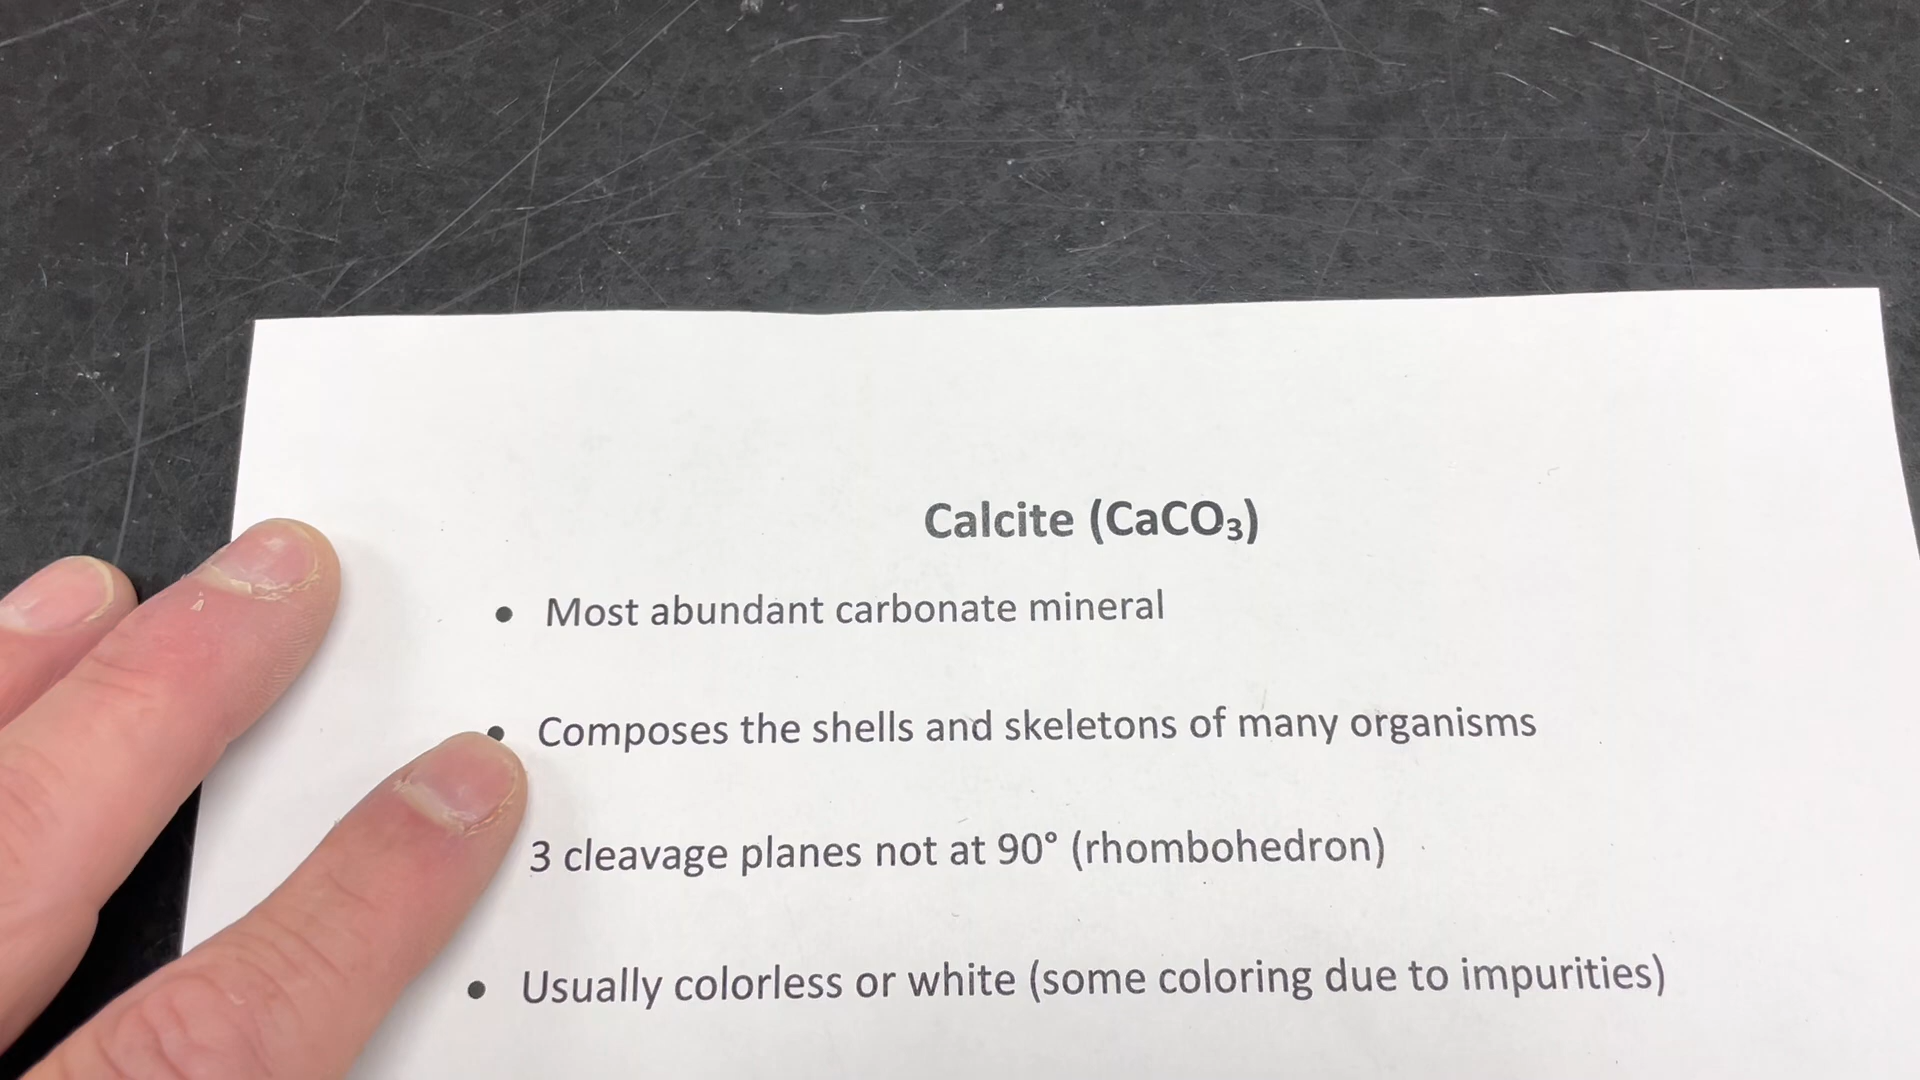 Calcite (CaCO₃)
• Most abundant carbonate mineral
• Composes the shells and skeletons of many organisms
3 cleavage planes not at 90° (rhombohedron)
• Usually colorless or white (some coloring due to impurities)